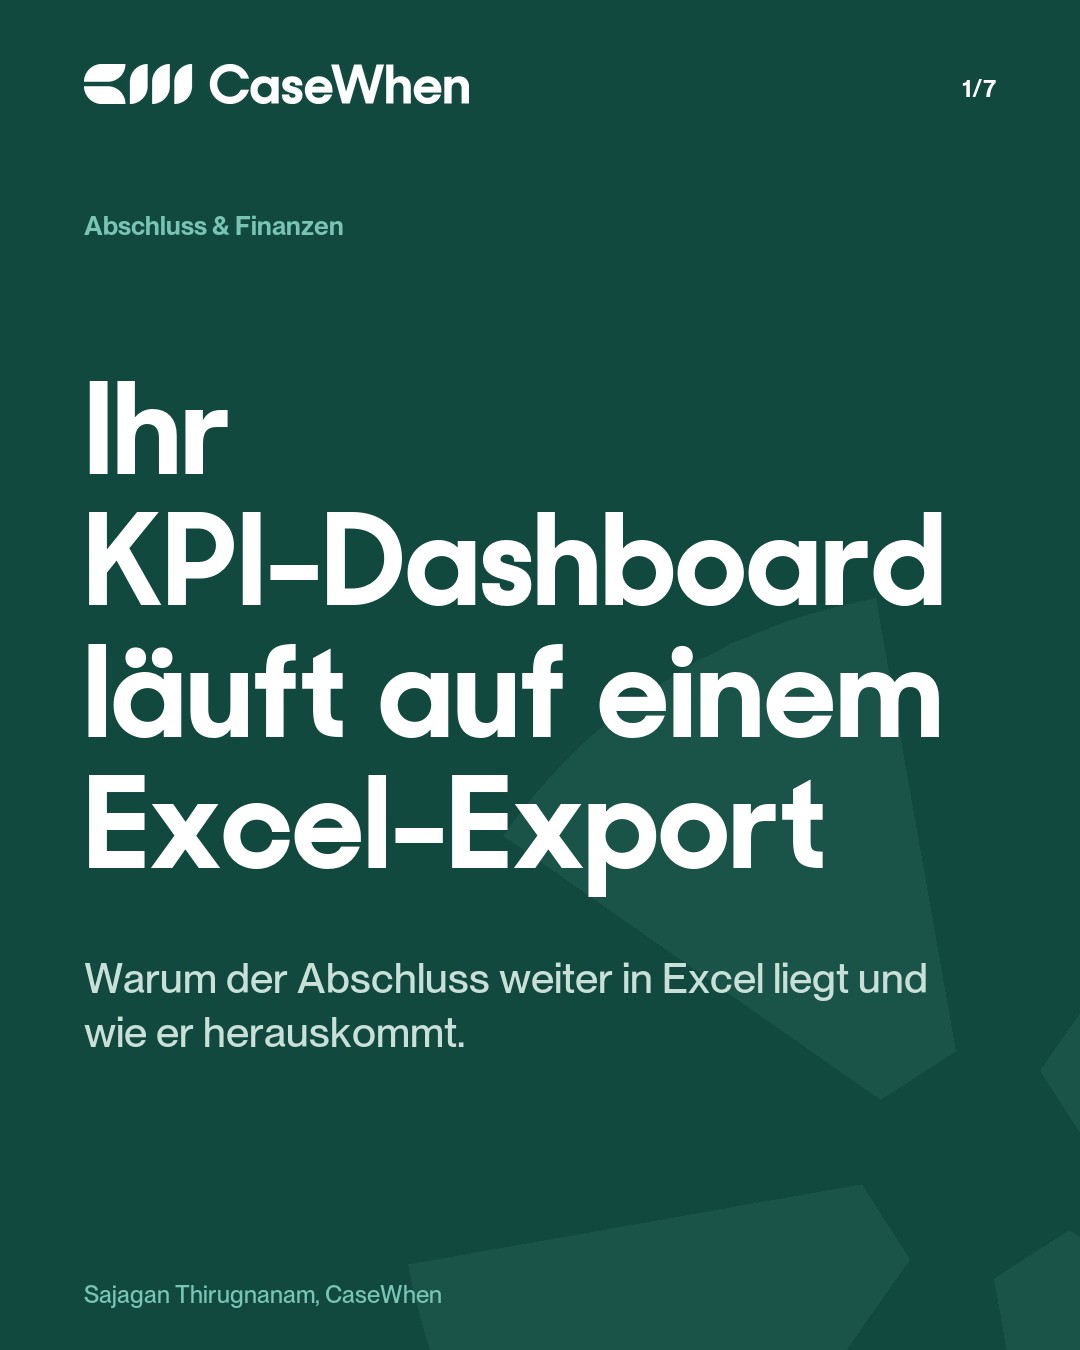 CaseWhen
1/7
Abschluss & Finanzen
Ihr
KPI-Dashboard
läuft auf einem
Excel-Export
Warum der Abschluss weiter in Excel liegt und
wie er herauskommt.
Sajagan Thirugnanam, CaseWhen